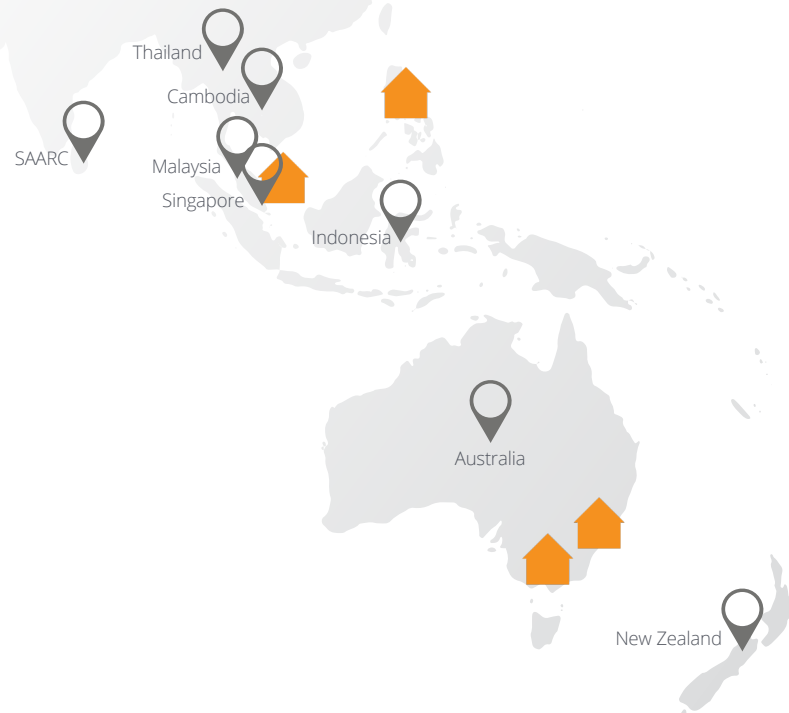 Thailand
Cambodia
SAARC
Malaysia
Singapore
Indonesia
Australia
New Zealand